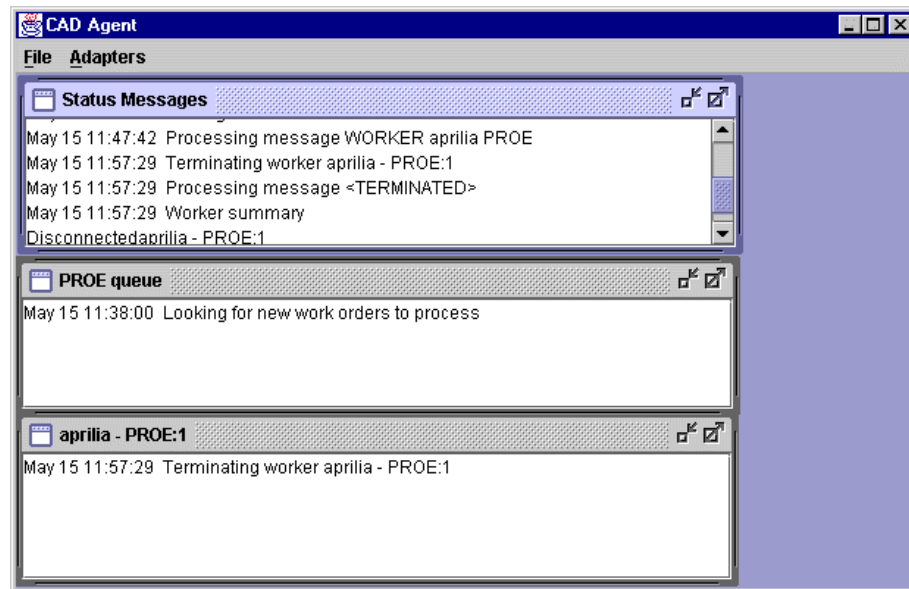 CAD Agent
File Adapters
Status Messages
May 15 11:47:42 Processing message WORKER aprilia PROE
May 15 11:57:29 Terminating worker aprilia - PROE:1
May 15 11:57:29 Processing message <TERMINATED>
May 15 11:57:29 Worker summary
Disconnectedaprilia - PROE:1
PROE queue
May 15 11:38:00 Looking for new work orders to process
aprilia - PROE:1
May 15 11:57:29 Terminating worker aprilia - PROE:1